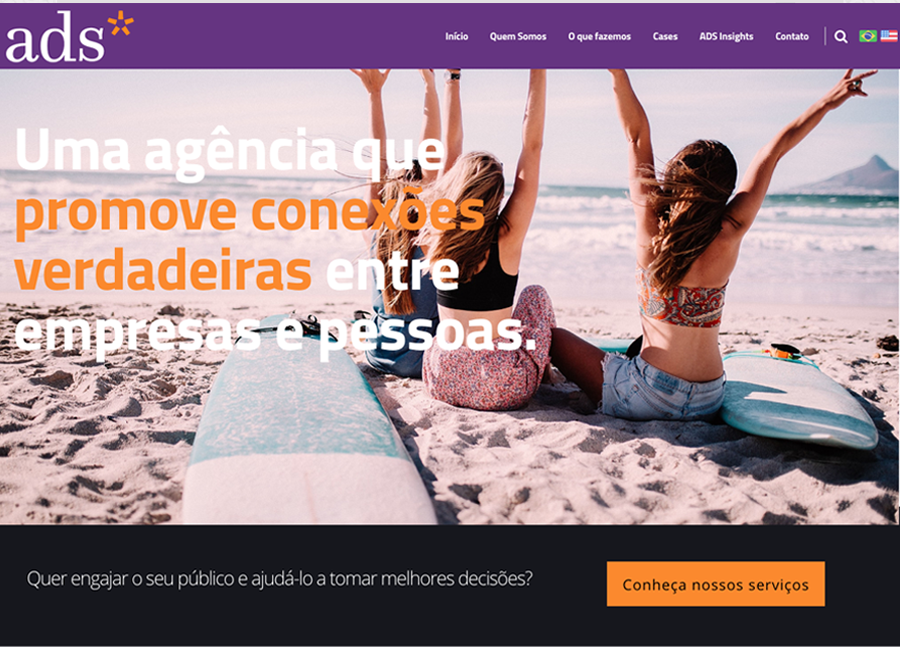 ads*
Início Quem Somos O que fazemos Cases ADS Insights Contato
Uma agência que
promove conexões
verdadeiras entre
empresas e pessoas.
Quer engajar o seu público e ajudá-lo a tomar melhores decisões?
Conheça nossos serviços